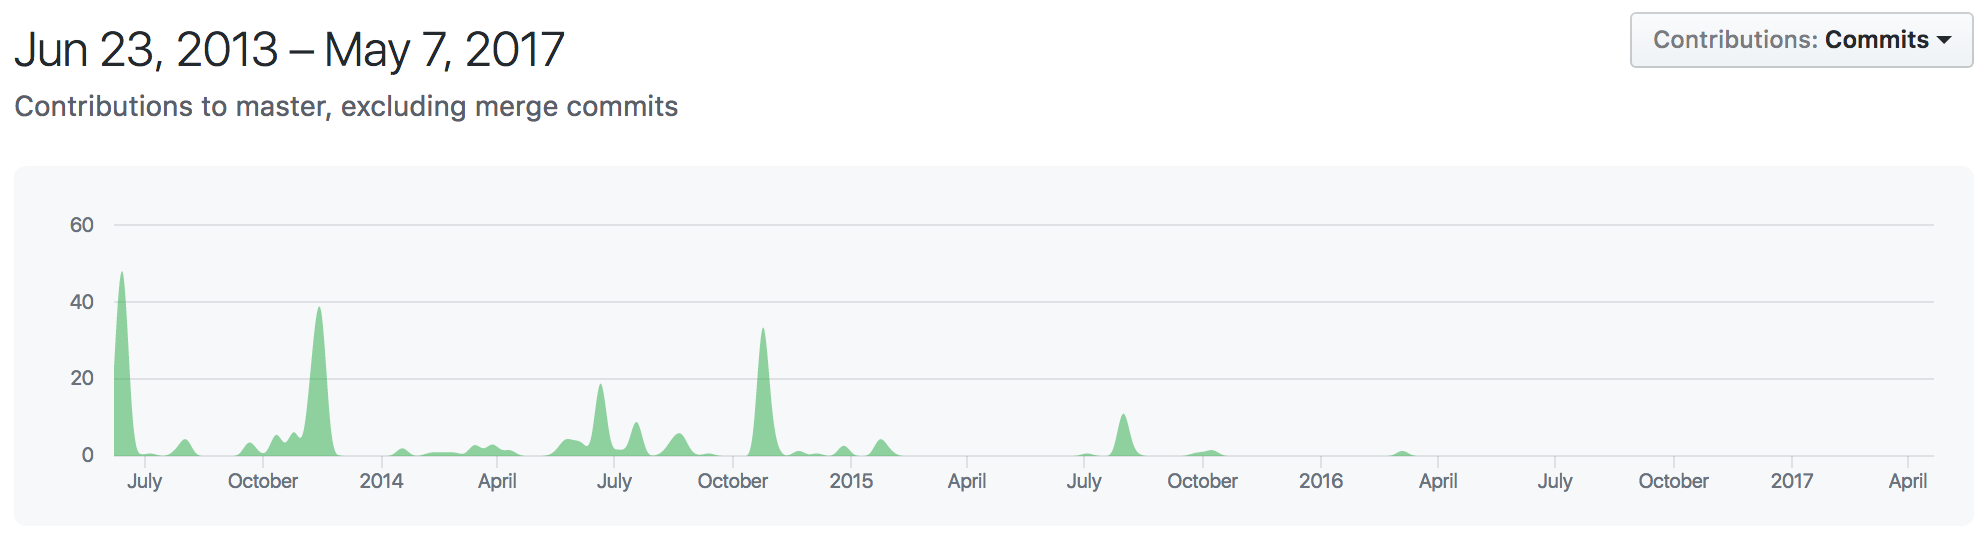 Jun 23, 2013 – May 7, 2017
Contributions: Commits
Contributions to master, excluding merge commits
60
40
20
0
July October 2014 April July October 2015 April July October 2016 April July October 2017 April